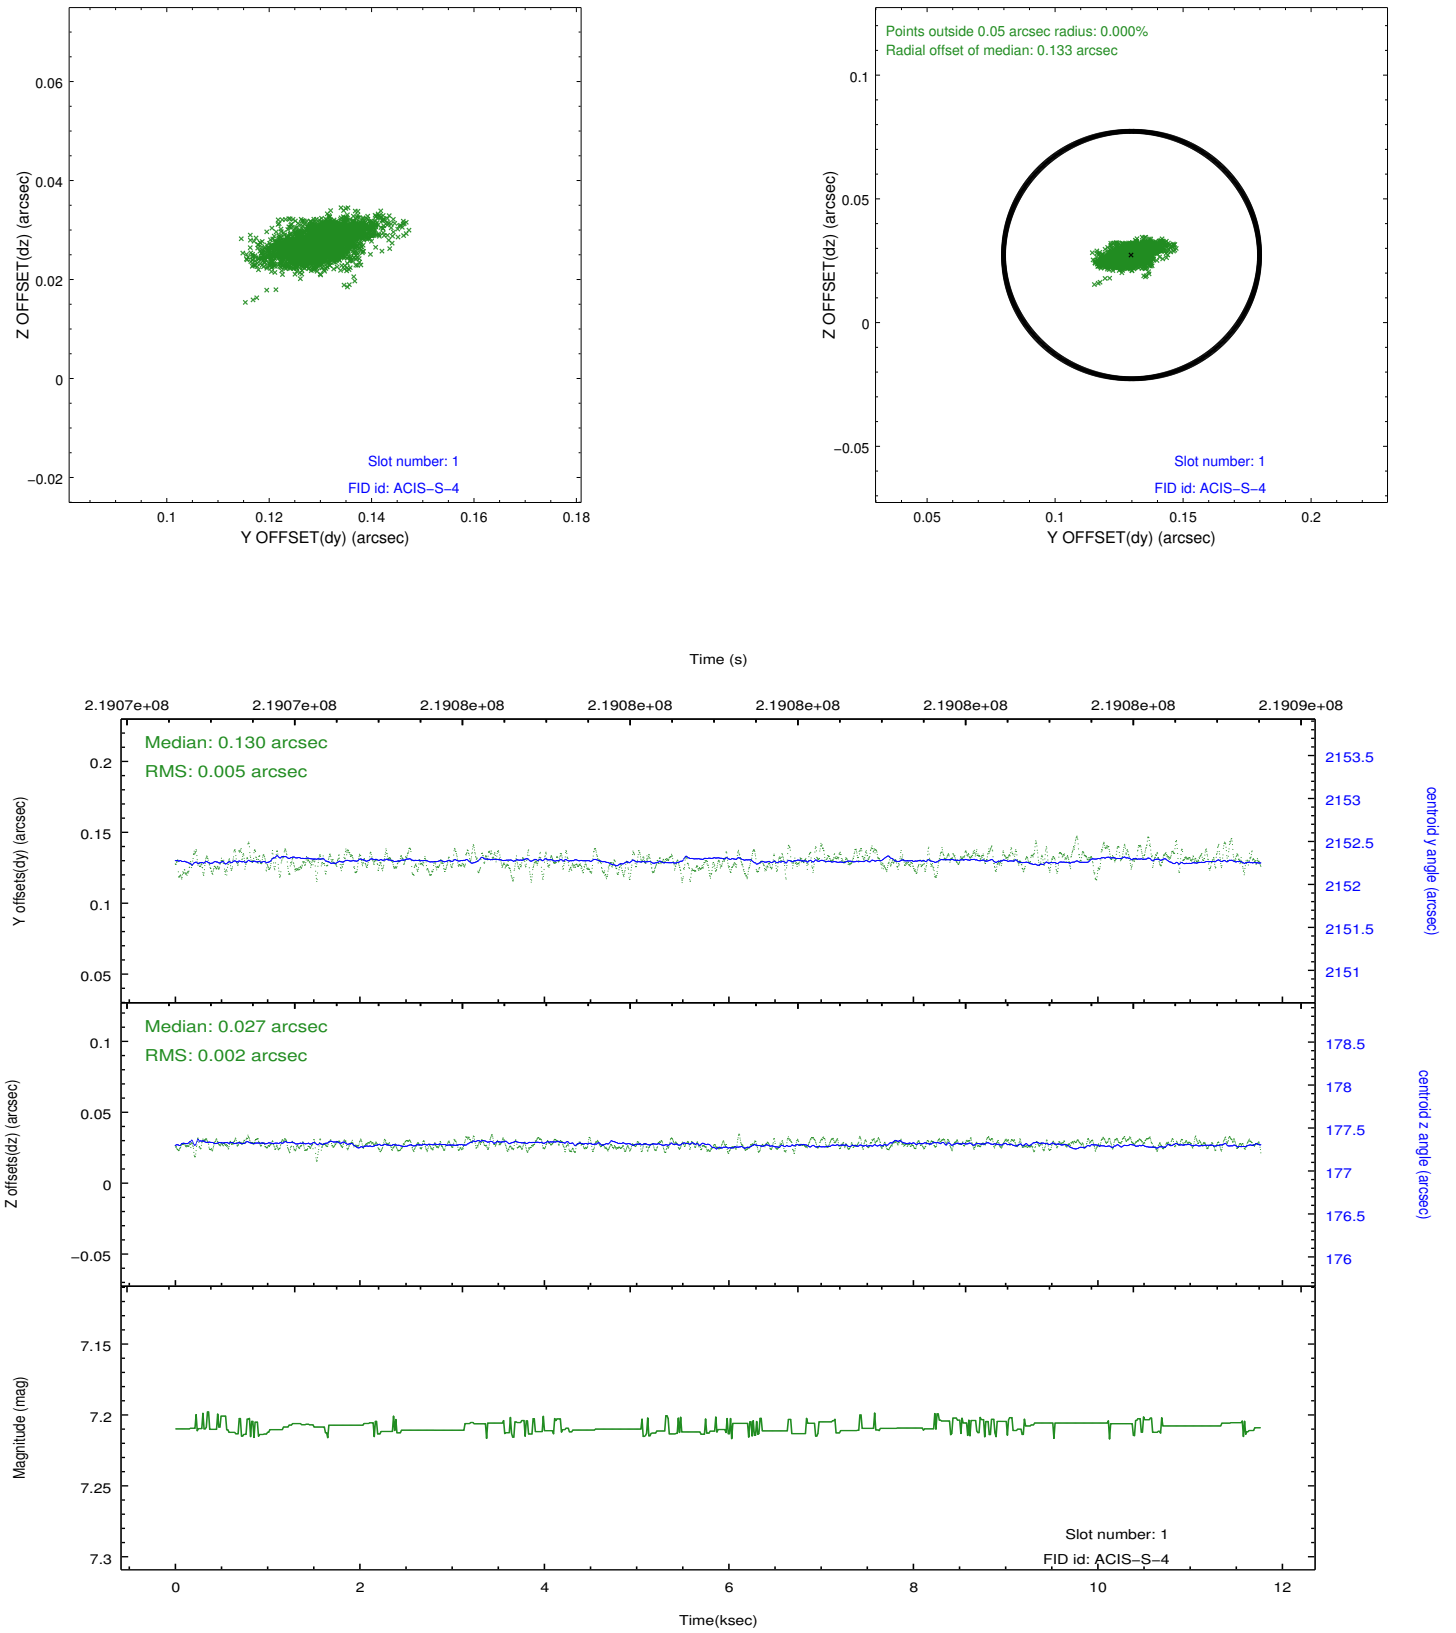 0.06
0.04
0.02
0
−0.02
Z OFFSET(dz) (arcsec)
Slot number: 1
FID id: ACIS−S−4
0.1 0.12 0.14 0.16 0.18
Y OFFSET(dy) (arcsec)
Points outside 0.05 arcsec radius: 0.000%
Radial offset of median: 0.133 arcsec
0.1
0.05
0
−0.05
Z OFFSET(dz) (arcsec)
Slot number: 1
FID id: ACIS−S−4
0.05 0.1 0.15 0.2
Y OFFSET(dy) (arcsec)
Time (s)
2.1907e+08 2.1907e+08 2.1908e+08 2.1908e+08 2.1908e+08 2.1908e+08 2.1908e+08 2.1909e+08
Median: 0.130 arcsec
RMS: 0.005 arcsec
0.2
0.15
0.1
0.05
Y offsets(dy) (arcsec)
2153.5
2153
2152.5
2152
2151.5
2151
centroid y angle (arcsec)
Median: 0.027 arcsec
RMS: 0.002 arcsec
0.1
0.05
0
−0.05
Z offsets(dz) (arcsec)
178.5
178
177.5
177
176.5
176
centroid z angle (arcsec)
7.15
7.2
7.25
7.3
Magnitude (mag)
Slot number: 1
FID id: ACIS−S−4
0 2 4 6 8 10 12
Time(ksec)